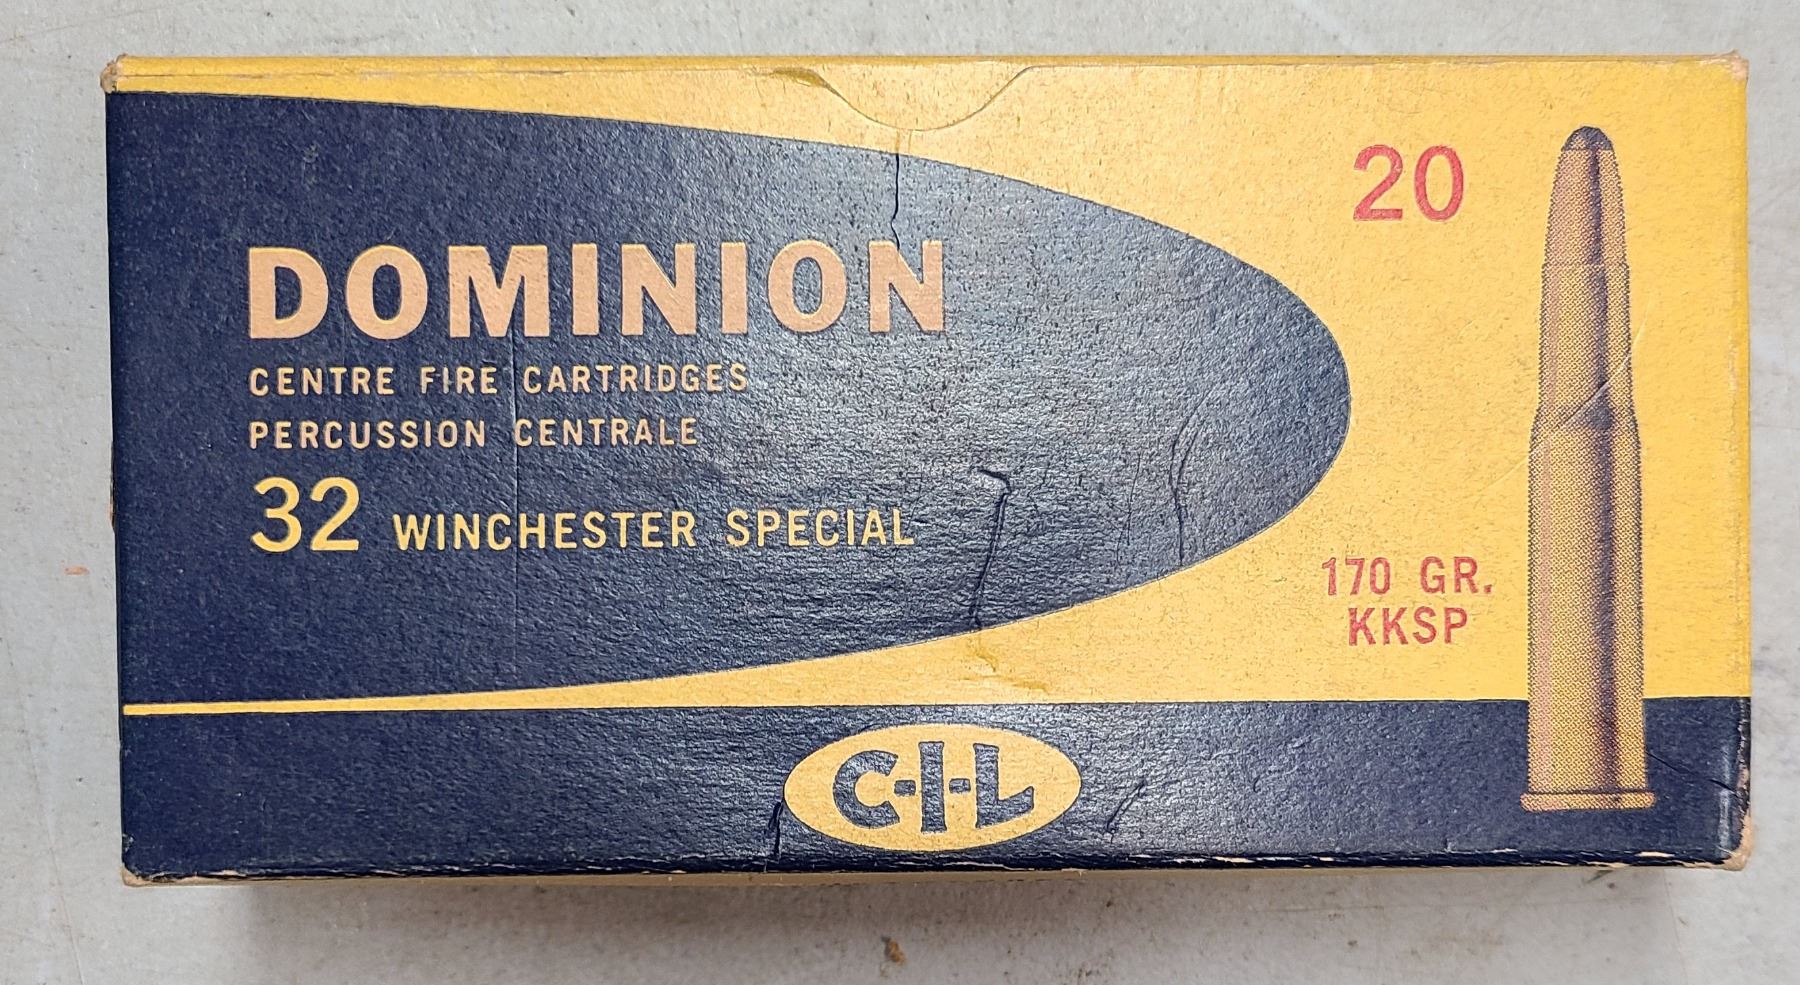 20
DOMINION
CENTRE FIRE CARTRIDGES
PERCUSSION CENTRALE
32 WINCHESTER SPECIAL
170 GR.
KKSP
C-I-L